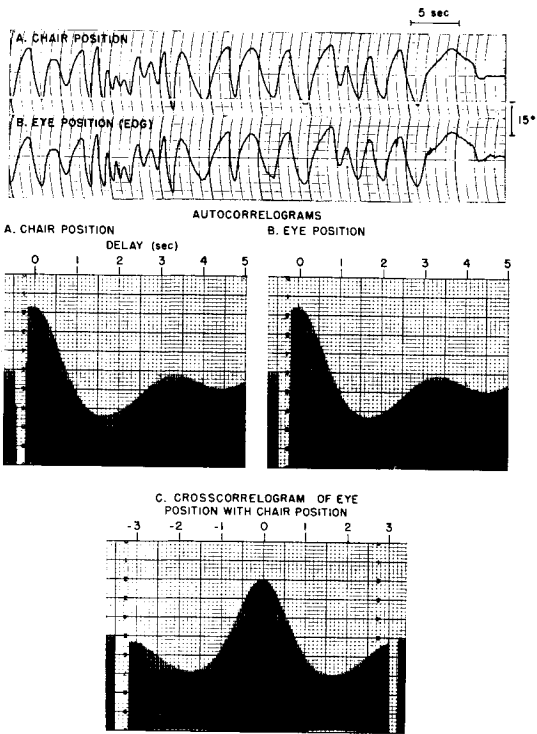 5 sec
A. CHAIR POSITION
B. EYE POSITION (EOG)
15°
AUTOCORRELOGRAMS
A. CHAIR POSITION
B. EYE POSITION
DELAY (sec)
0 1 2 3 4 5
0 1 2 3 4 5
C. CROSSCORRELOGRAM OF EYE
POSITION WITH CHAIR POSITION
-3 -2 -1 0 1 2 3